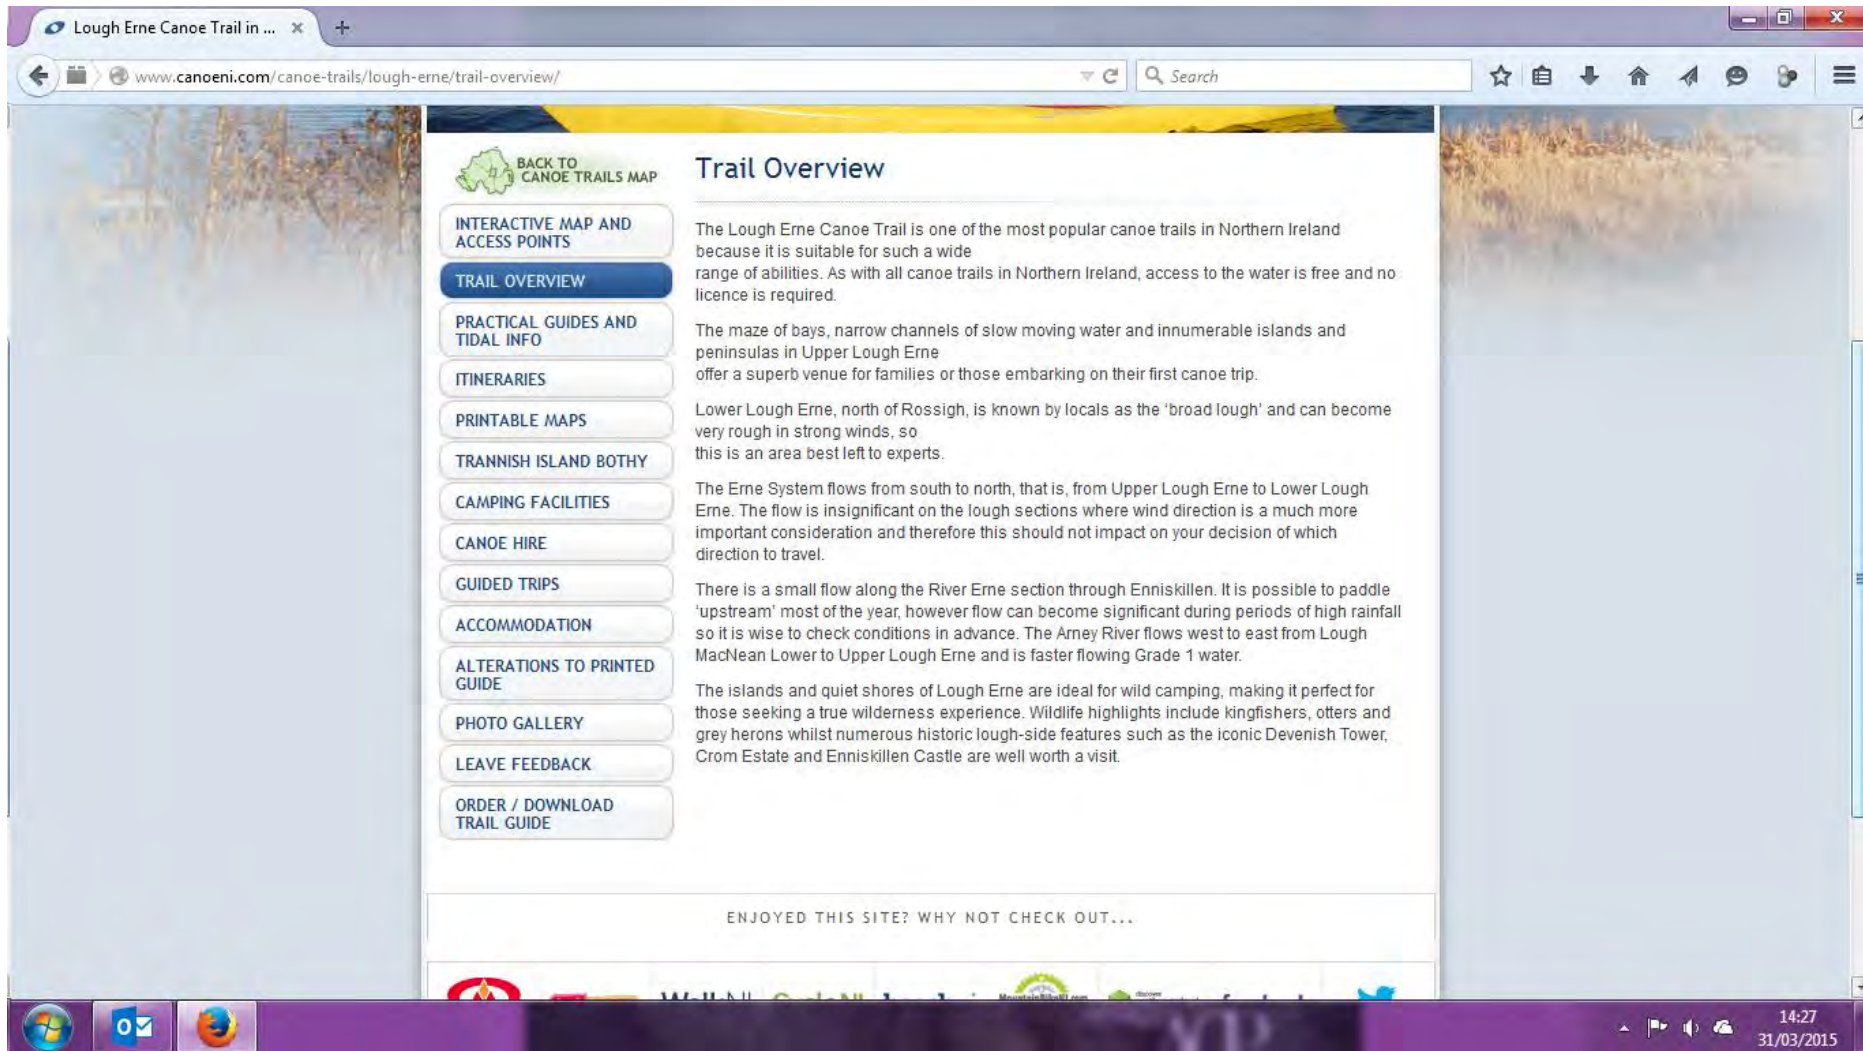 Lough Erne Canoe Trail in ...
www.canoeni.com/canoe-trails/lough-erne/trail-overview/
Search
BACK TO
CANOE TRAILS MAP
INTERACTIVE MAP AND
ACCESS POINTS
TRAIL OVERVIEW
PRACTICAL GUIDES AND
TIDAL INFO
ITINERARIES
PRINTABLE MAPS
TRANNISH ISLAND BOTHY
CAMPING FACILITIES
CANOE HIRE
GUIDED TRIPS
ACCOMMODATION
ALTERATIONS TO PRINTED
GUIDE
PHOTO GALLERY
LEAVE FEEDBACK
ORDER / DOWNLOAD
TRAIL GUIDE
Trail Overview
The Lough Erne Canoe Trail is one of the most popular canoe trails in Northern Ireland
because it is suitable for such a wide
range of abilities. As with all canoe trails in Northern Ireland, access to the water is free and no
licence is required.
The maze of bays, narrow channels of slow moving water and innumerable islands and
peninsulas in Upper Lough Erne
offer a superb venue for families or those embarking on their first canoe trip.
Lower Lough Erne, north of Rossigh, is known by locals as the ‘broad lough’ and can become
very rough in strong winds, so
this is an area best left to experts.
The Erne System flows from south to north, that is, from Upper Lough Erne to Lower Lough
Erne. The flow is insignificant on the lough sections where wind direction is a much more
important consideration and therefore this should not impact on your decision of which
direction to travel.
There is a small flow along the River Erne section through Enniskillen. It is possible to paddle
‘upstream’ most of the year, however flow can become significant during periods of high rainfall
so it is wise to check conditions in advance. The Arney River flows west to east from Lough
MacNean Lower to Upper Lough Erne and is faster flowing Grade 1 water.
The islands and quiet shores of Lough Erne are ideal for wild camping, making it perfect for
those seeking a true wilderness experience. Wildlife highlights include kingfishers, otters and
grey herons whilst numerous historic lough-side features such as the iconic Devenish Tower,
Crom Estate and Enniskillen Castle are well worth a visit.
ENJOYED THIS SITE? WHY NOT CHECK OUT...
MountainBikeNI.com
14:27
31/03/2015